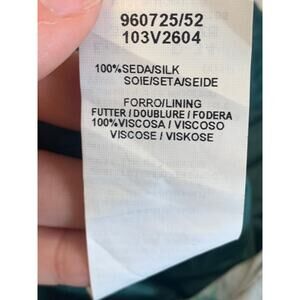 960725/52
103V2604
100%SEDA/SILK
SOIE/SETA/SEIDE
FORRO/LINING
FUTTER / DOUBLURE / FODERA
100%VISCOSA / VISCOSO
VISCOSE / VISKOSE